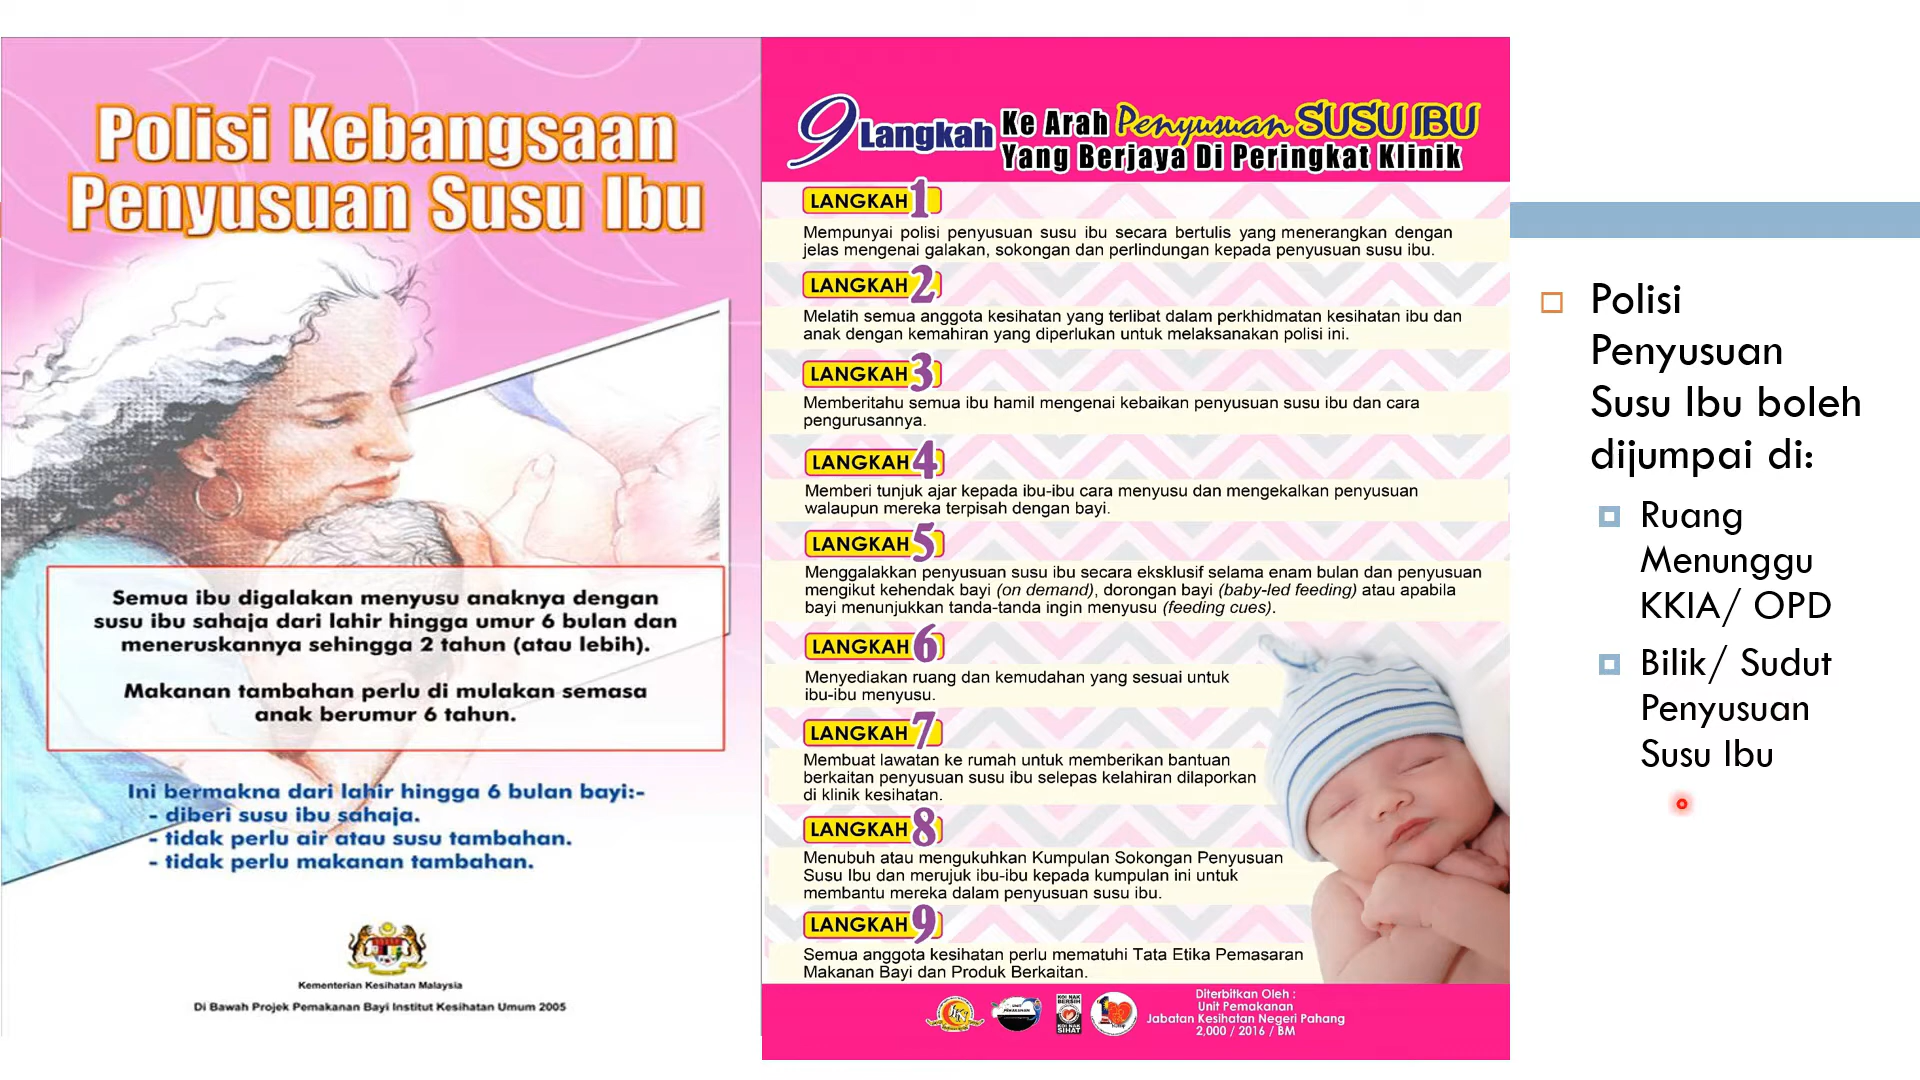 Polisi Kebangsaan
Penyusuan Susu Ibu
Semua ibu digalakan menyusu anaknya dengan
susu ibu sahaja dari lahir hingga umur 6 bulan dan
meneruskannya sehingga 2 tahun (atau lebih).
Makanan tambahan perlu di mulakan semasa
anak berumur 6 tahun.
Ini bermakna dari lahir hingga 6 bulan bayi:-
- diberi susu ibu sahaja.
- tidak perlu air atau susu tambahan.
- tidak perlu makanan tambahan.
Kementerian Kesihatan Malaysia
Di Bawah Projek Pemakanan Bayi Institut Kesihatan Umum 2005
9 Langkah Ke Arah Penyusuan SUSU IBU
Yang Berjaya Di Peringkat Klinik
LANGKAH 1
Mempunyai polisi penyusuan susu ibu secara bertulis yang menerangkan dengan
jelas mengenai galakan, sokongan dan perlindungan kepada penyusuan susu ibu.
LANGKAH 2
Melatih semua anggota kesihatan yang terlibat dalam perkhidmatan kesihatan ibu dan
anak dengan kemahiran yang diperlukan untuk melaksanakan polisi ini.
LANGKAH 3
Memberitahu semua ibu hamil mengenai kebaikan penyusuan susu ibu dan cara
pengurusannya.
LANGKAH 4
Memberi tunjuk ajar kepada ibu-ibu cara menyusu dan mengekalkan penyusuan
walaupun mereka terpisah dengan bayi.
LANGKAH 5
Menggalakkan penyusuan susu ibu secara eksklusif selama enam bulan dan penyusuan
mengikut kehendak bayi (on demand), dorongan bayi (baby-led feeding) atau apabila
bayi menunjukkan tanda-tanda ingin menyusu (feeding cues).
LANGKAH 6
Menyediakan ruang dan kemudahan yang sesuai untuk
ibu-ibu menyusu.
LANGKAH 7
Membuat lawatan ke rumah untuk memberikan bantuan
berkaitan penyusuan susu ibu selepas kelahiran dilaporkan
di klinik kesihatan.
LANGKAH 8
Menubuh atau mengukuhkan Kumpulan Sokongan Penyusuan
Susu Ibu dan merujuk ibu-ibu kepada kumpulan ini untuk
membantu mereka dalam penyusuan susu ibu.
LANGKAH 9
Semua anggota kesihatan perlu mematuhi Tata Etika Pemasaran
Makanan Bayi dan Produk Berkaitan.
KOI NAK
BERSIH
KOI NAK
SIHAT
Diterbitkan Oleh :
Unit Pemakanan
Jabatan Kesihatan Negeri Pahang
2,000 / 2016 / BM
Polisi
Penyusuan
Susu Ibu boleh
dijumpai di:
Ruang
Menunggu
KKIA/ OPD
Bilik/ Sudut
Penyusuan
Susu Ibu